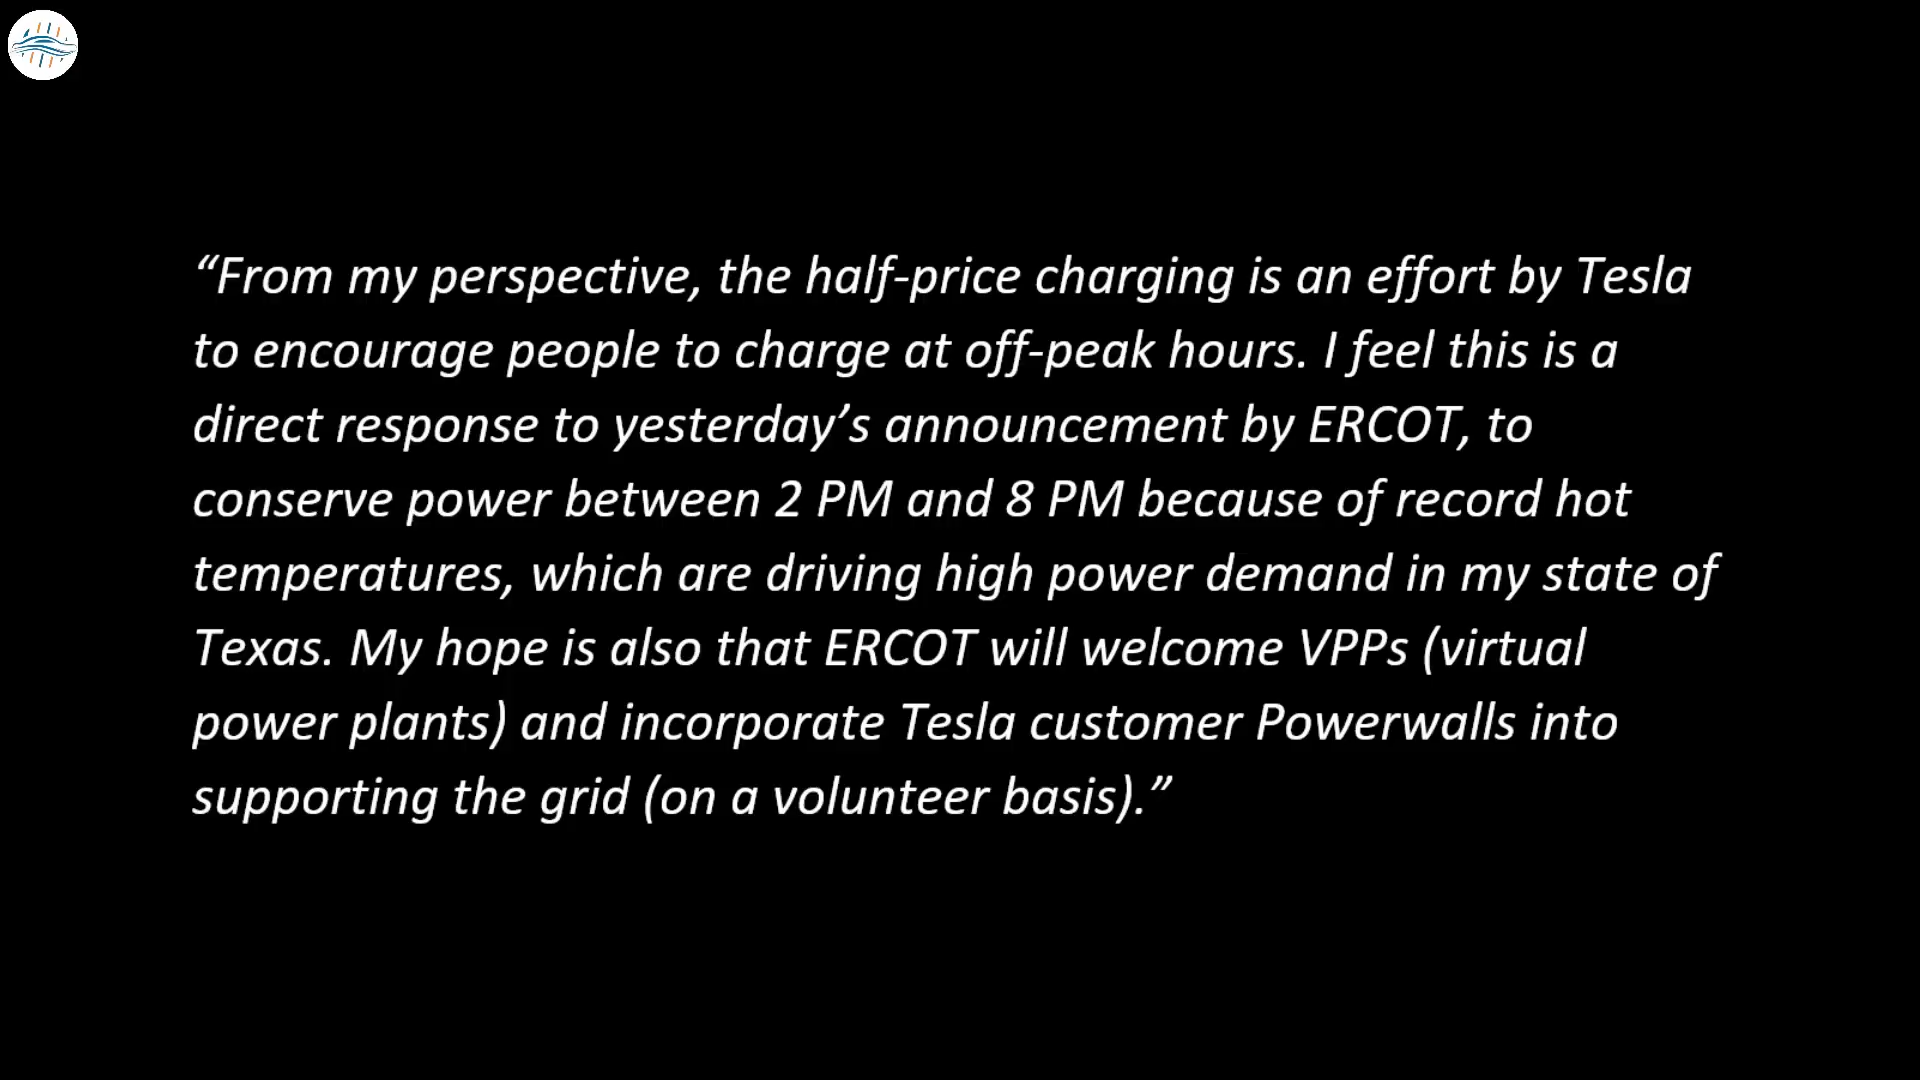 “From my perspective, the half-price charging is an effort by Tesla
to encourage people to charge at off-peak hours. I feel this is a
direct response to yesterday’s announcement by ERCOT, to
conserve power between 2 PM and 8 PM because of record hot
temperatures, which are driving high power demand in my state of
Texas. My hope is also that ERCOT will welcome VPPs (virtual
power plants) and incorporate Tesla customer Powerwalls into
supporting the grid (on a volunteer basis).”